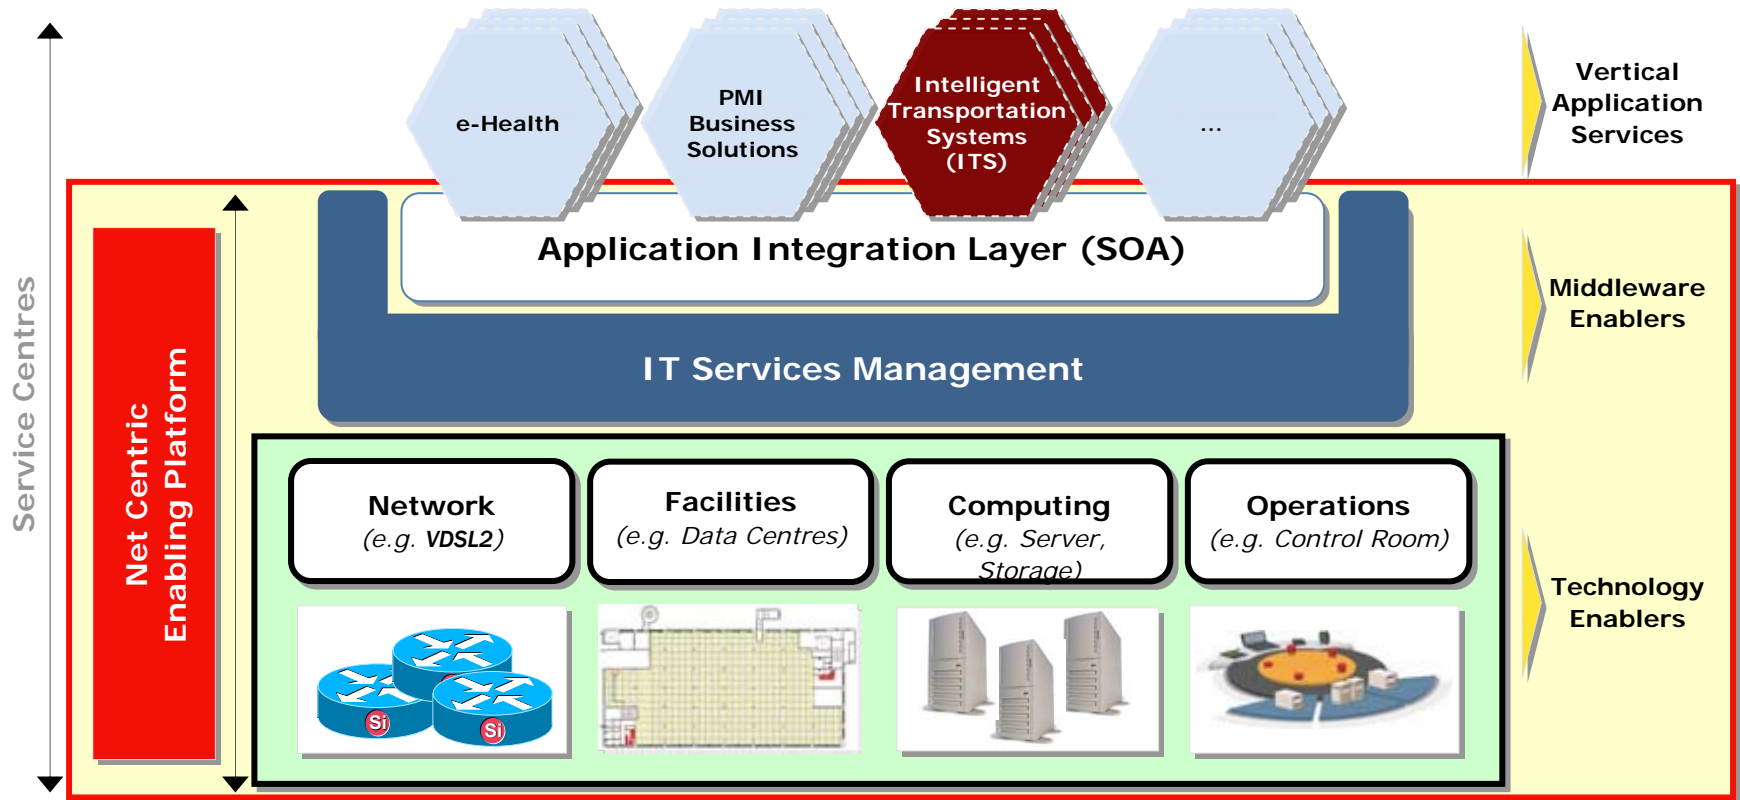 e-Health
PMI
Business
Solutions
Intelligent
Transportation
Systems
(ITS)
...
Vertical
Application
Services
Service Centres
Net Centric
Enabling Platform
Application Integration Layer (SOA)
IT Services Management
Middleware
Enablers
Network
(e.g. VDSL2)
Facilities
(e.g. Data Centres)
Computing
(e.g. Server,
Storage)
Operations
(e.g. Control Room)
Technology
Enablers
Si
Si